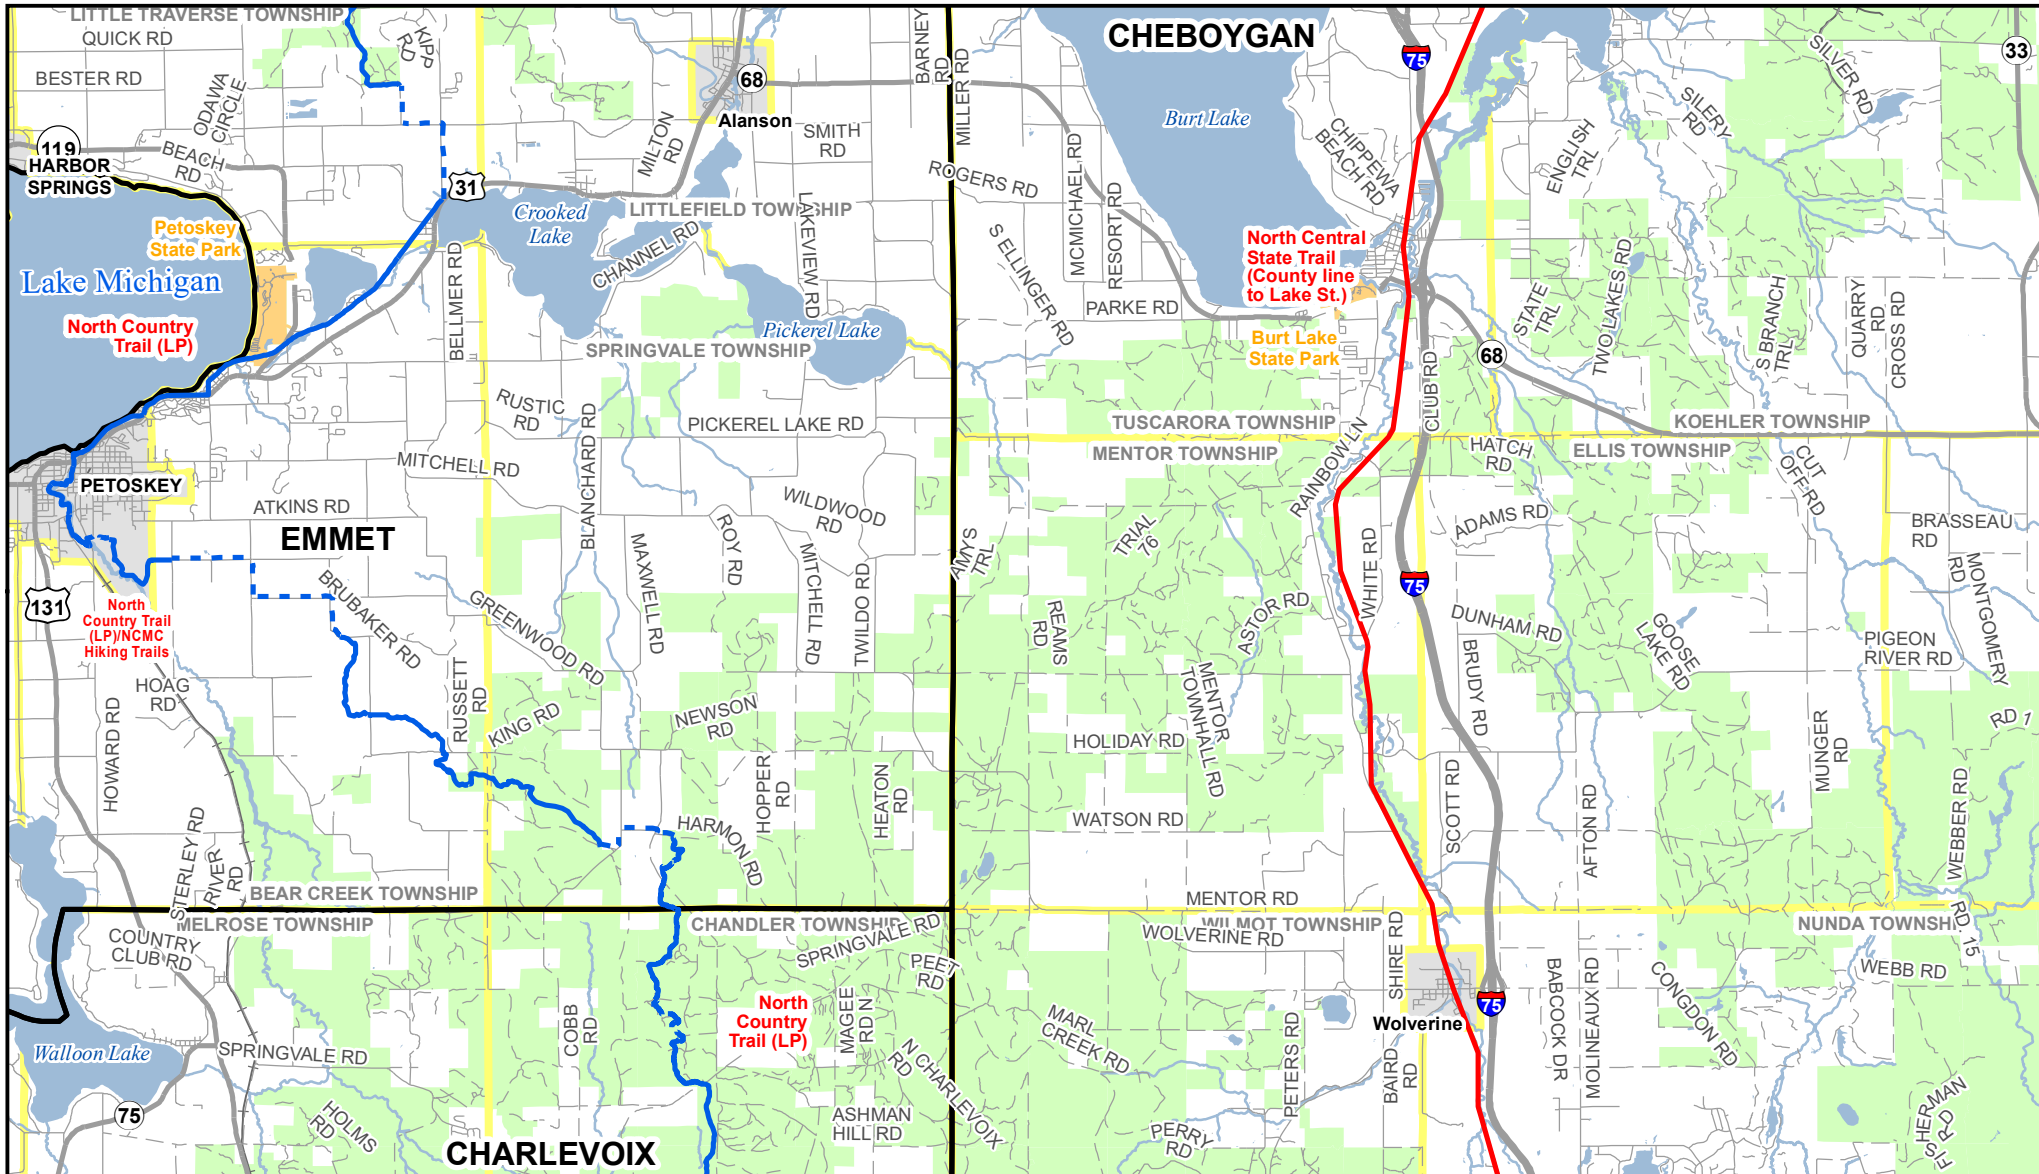 LITTLE TRAVERSE TOWNSHIP
QUICK RD
KIPP
RD
BESTER RD
ODAWA
CIRCLE
119
BEACH
RD
HARBOR
SPRINGS
68
Alanson
MILTON
RD
SMITH
RD
BARNEY
RD
MILLER RD
31
Crooked
Lake
LITTLEFIELD TOWNSHIP
LAKEVIEW RD
CHANNEL RD
Petoskey
State Park
Lake Michigan
North Country
Trail (LP)
BELLMER RD
Pickerel Lake
SPRINGVALE TOWNSHIP
RUSTIC
RD
BLANCHARD RD
PICKEREL LAKE RD
MITCHELL RD
PETOSKEY
ATKINS RD
EMMET
WILDWOOD
RD
ROY RD
MAXWELL RD
MITCHELL RD
TWILDO RD
BRUBAKER RD
GREENWOOD RD
131
North
Country Trail
(LP)/NCMC
Hiking Trails
HOAG
RD
HOWARD RD
RUSSETT
RD
KING RD
NEWSON
RD
HOPPER
RD
HEATON
RD
HARMON RD
STERLEY RD
RIVER
RD
BEAR CREEK TOWNSHIP
MELROSE TOWNSHIP
CHANDLER TOWNSHIP
COUNTRY
CLUB RD
SPRINGVALE RD
PEET
RD
North
Country
Trail (LP)
MAGEE
RD N
COBB
RD
Walloon Lake
SPRINGVALE RD
75
HOLMS
RD
N CHARLEVOIX
RD
ASHMAN
HILL RD
CHARLEVOIX
CHEBOYGAN
75
33
Burt Lake
SILVER RD
SILERY
RD
CHIPPEWA
BEACH RD
ENGLISH
TRL
ROGERS RD
MCMICHAEL RD
RESORT RD
S ELLINGER RD
North Central
State Trail
(County line
to Lake St.)
PARKE RD
Burt Lake
State Park
STATE
TRL
TWO LAKES RD
S BRANCH
TRL
QUARRY
RD
CROSS RD
68
CLUB RD
TUSCARORA TOWNSHIP
KOEHLER TOWNSHIP
MENTOR TOWNSHIP
HATCH
RD
ELLIS TOWNSHIP
RAINBOW LN
CUT
OFF RD
AMYS
TRL
TRIAL
76
ADAMS RD
BRASSEAU
RD
WHITE RD
75
MONTGOMERY
RD
REAMS
RD
ASTOR RD
DUNHAM RD
GOOSE
LAKE RD
PIGEON
RIVER RD
BRUDY RD
MENTOR
TOWNHALL RD
RD 1
HOLIDAY RD
MUNGER
RD
SCOTT RD
WATSON RD
AFTON RD
WEBBER RD
MENTOR RD
WILMOT TOWNSHIP
WOLVERINE RD
SHIRE RD
NUNDA TOWNSHIP
RD. 15
WEBB RD
BABCOCK DR
MOLINEAUX RD
CONGDON RD
75
Wolverine
MARL
CREEK RD
PETERS RD
BAIRD
RD
PERRY
RD
SHERMAN
RD